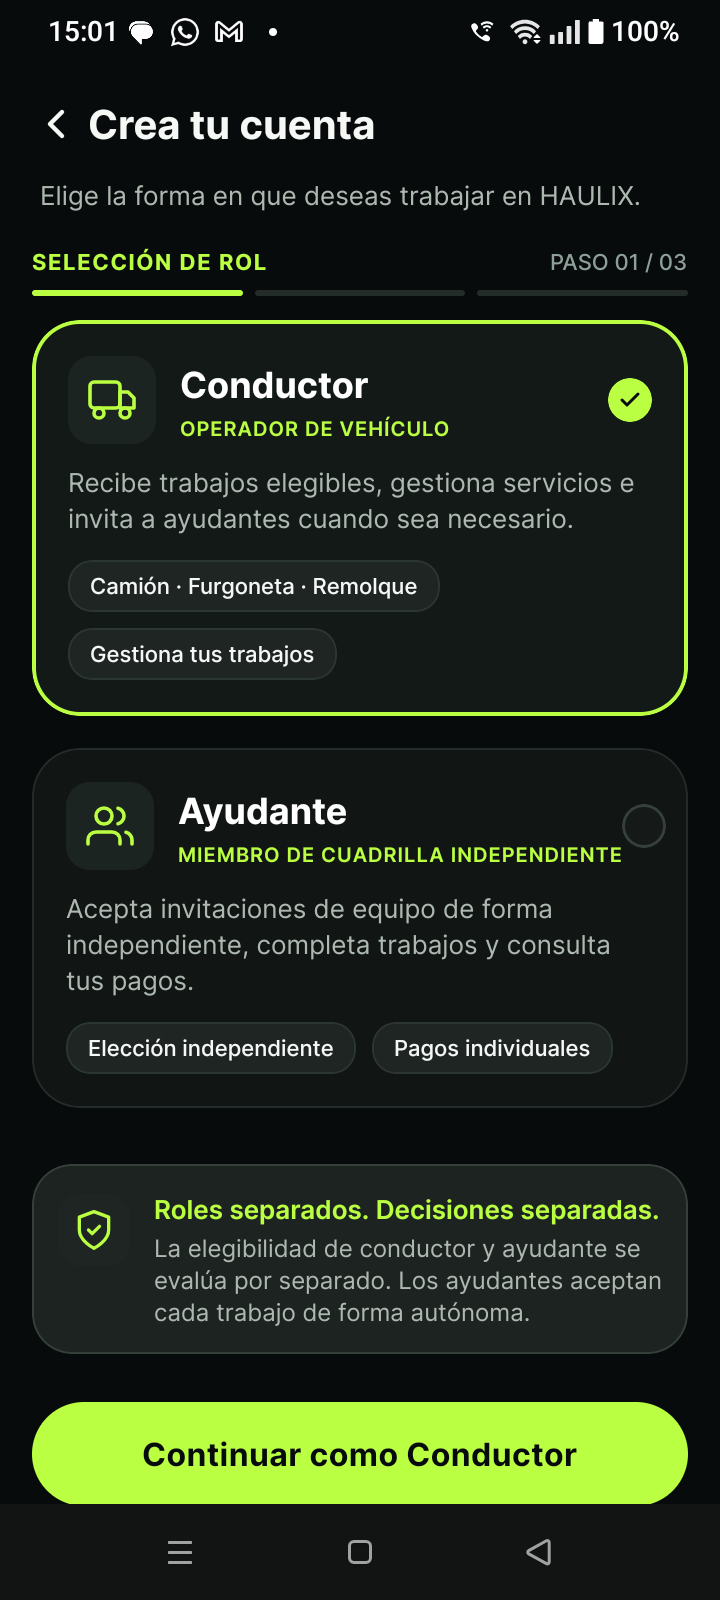 15:01
100%
Crea tu cuenta
Elige la forma en que deseas trabajar en HAULIX.
SELECCIÓN DE ROL
PASO 01 / 03
Conductor
OPERADOR DE VEHÍCULO
Recibe trabajos elegibles, gestiona servicios e
invita a ayudantes cuando sea necesario.
Camión · Furgoneta · Remolque
Gestiona tus trabajos
Ayudante
MIEMBRO DE CUADRILLA INDEPENDIENTE
Acepta invitaciones de equipo de forma
independiente, completa trabajos y consulta
tus pagos.
Elección independiente
Pagos individuales
Roles separados. Decisiones separadas.
La elegibilidad de conductor y ayudante se
evalúa por separado. Los ayudantes aceptan
cada trabajo de forma autónoma.
Continuar como Conductor